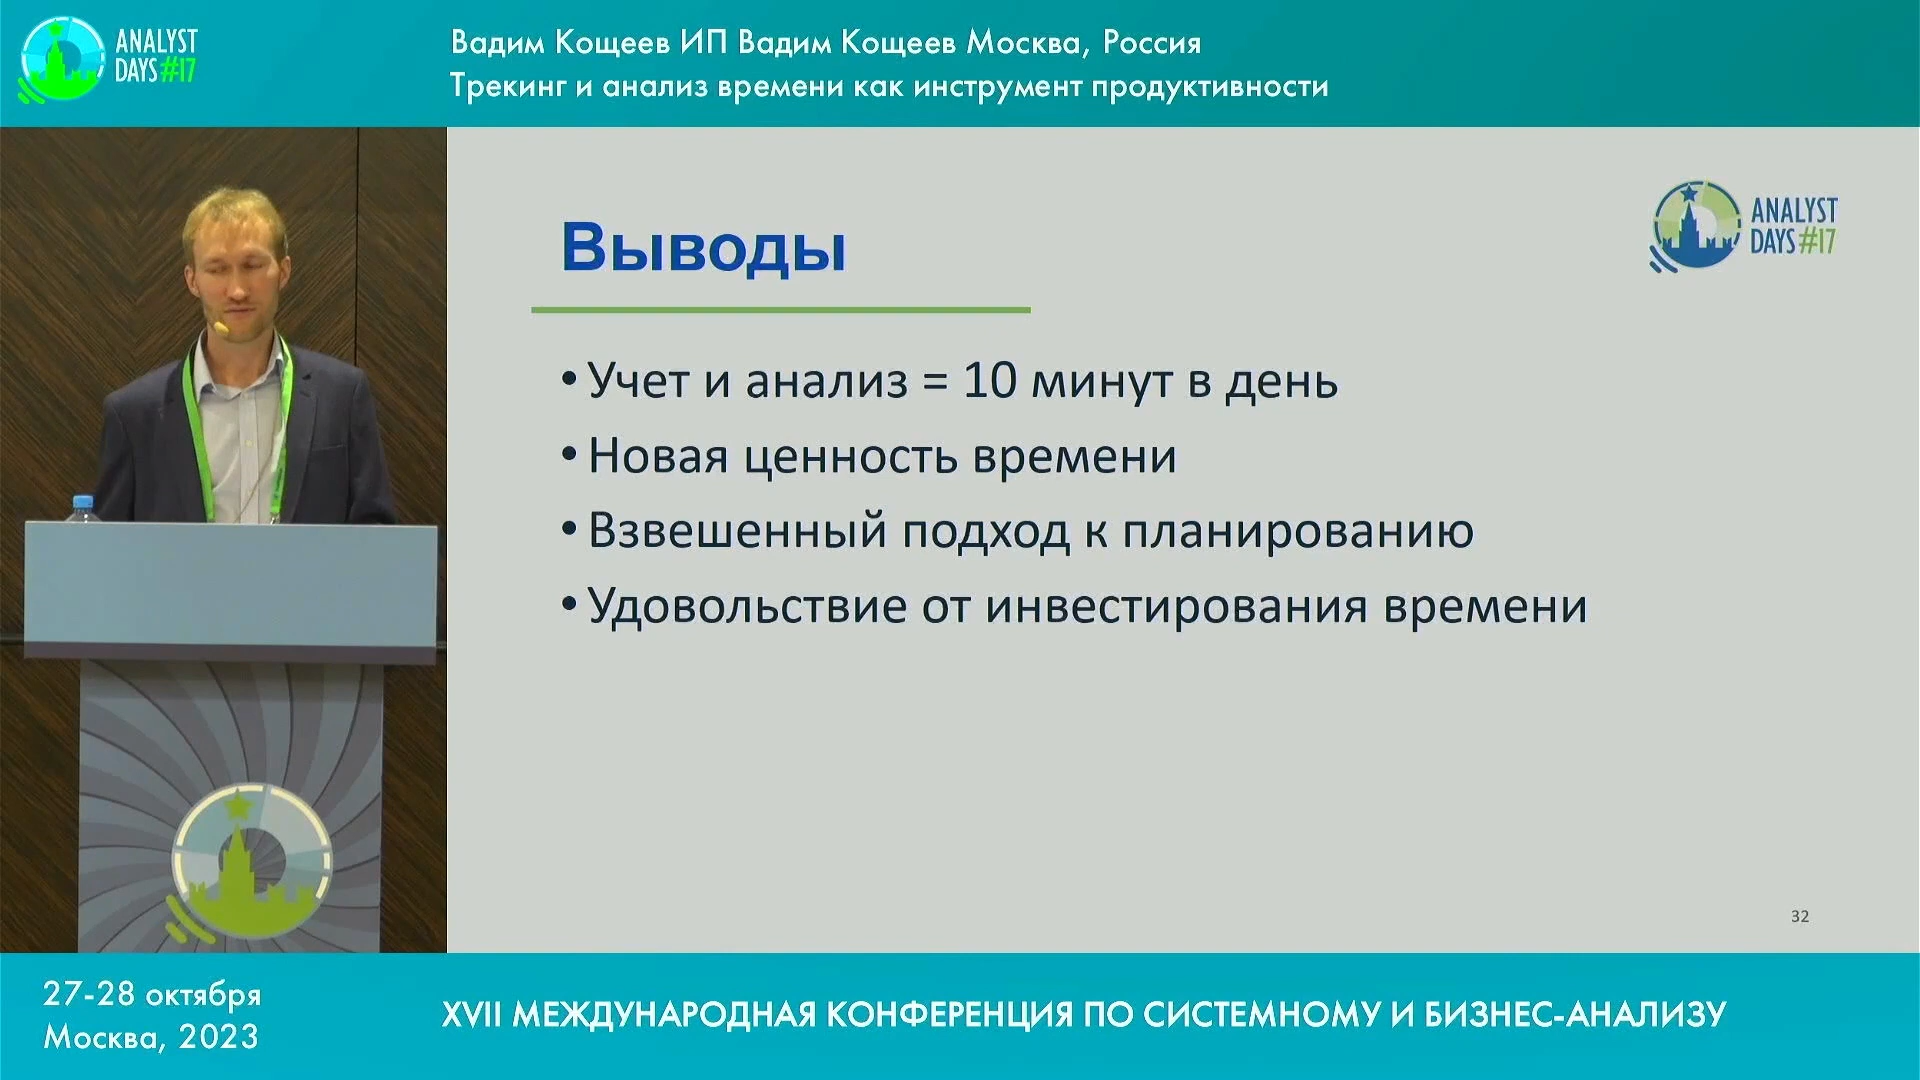 ANALYST
DAYS #17
Вадим Кощеев ИП Вадим Кощеев Москва, Россия
Трекинг и анализ времени как инструмент продуктивности
Выводы
ANALYST
DAYS #17
• Учет и анализ = 10 минут в день
• Новая ценность времени
• Взвешенный подход к планированию
• Удовольствие от инвестирования времени
32
27-28 октября
Москва, 2023
XVII МЕЖДУНАРОДНАЯ КОНФЕРЕНЦИЯ ПО СИСТЕМНОМУ И БИЗНЕС-АНАЛИЗУ